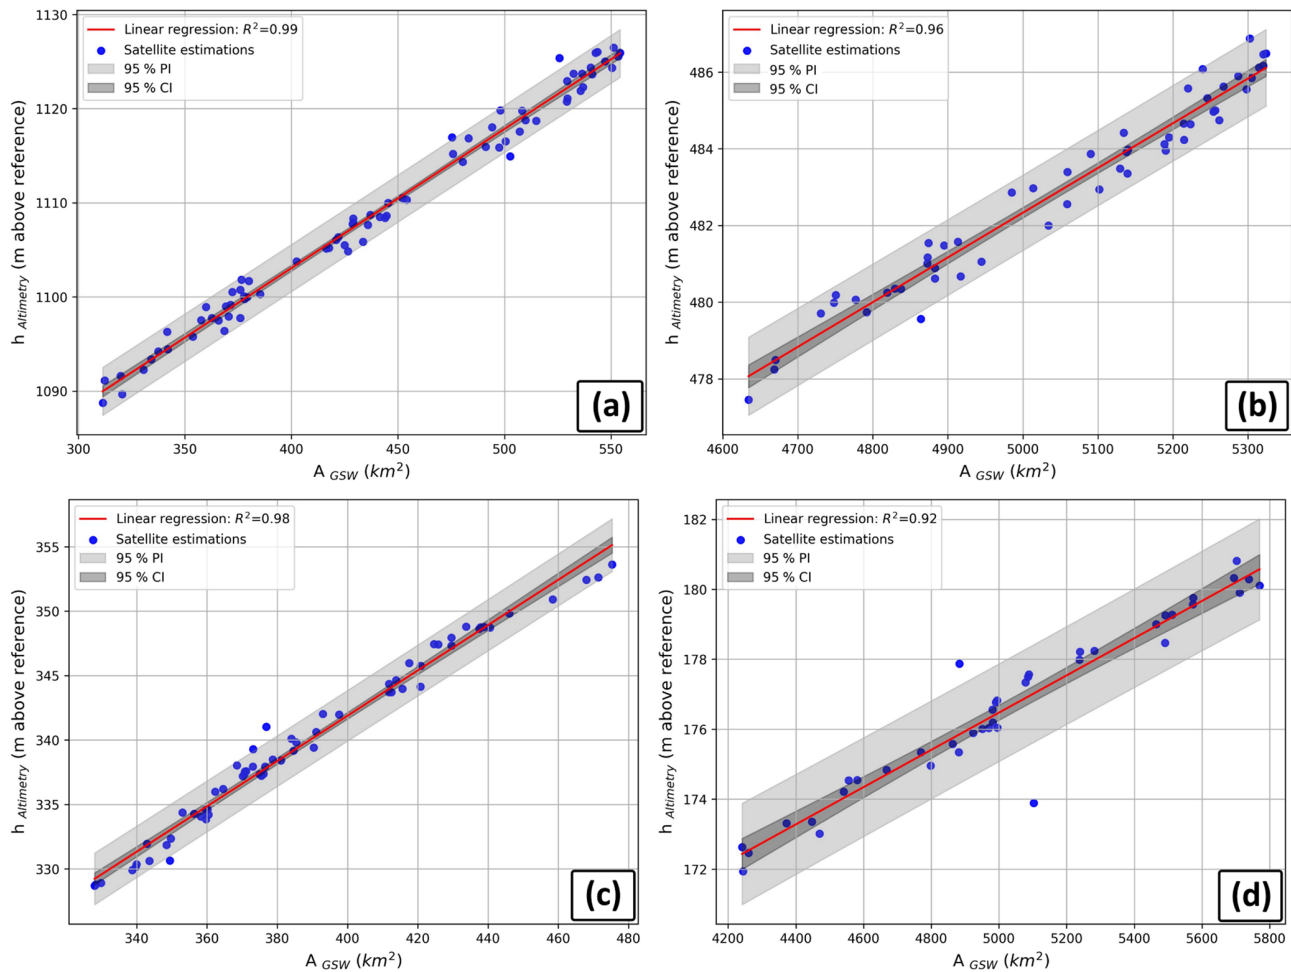 1130
1120
1110
1100
1090
h Altimetry (m above reference)
Linear regression: R²=0.99
Satellite estimations
95 % PI
95 % CI
(a)
300 350 400 450 500 550
A GSW (km²)
486
484
482
480
478
h Altimetry (m above reference)
Linear regression: R²=0.96
Satellite estimations
95 % PI
95 % CI
(b)
4600 4700 4800 4900 5000 5100 5200 5300
A GSW (km²)
355
350
345
340
335
330
h Altimetry (m above reference)
Linear regression: R²=0.98
Satellite estimations
95 % PI
95 % CI
(c)
340 360 380 400 420 440 460 480
A GSW (km²)
182
180
178
176
174
172
h Altimetry (m above reference)
Linear regression: R²=0.92
Satellite estimations
95 % PI
95 % CI
(d)
4200 4400 4600 4800 5000 5200 5400 5600 5800
A GSW (km²)